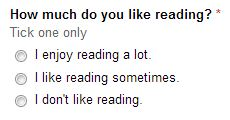 How much do you like reading? *
Tick one only
I enjoy reading a lot.
I like reading sometimes.
I don't like reading.